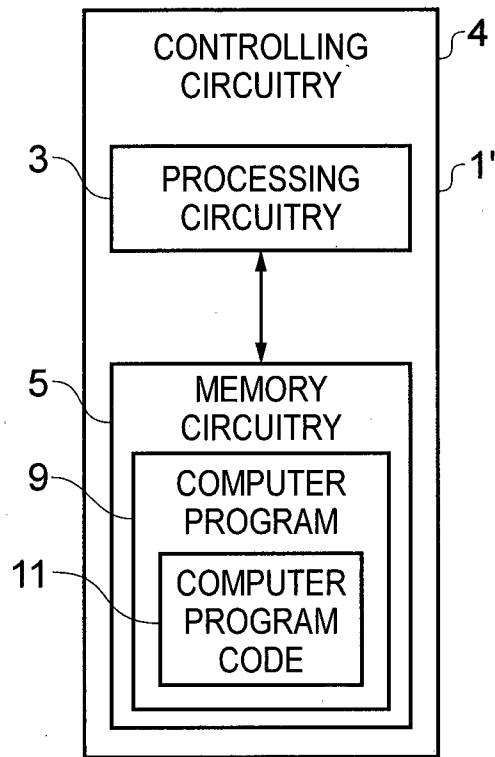 CONTROLLING
CIRCUITRY
4
3
PROCESSING
CIRCUITRY
1'
5
MEMORY
CIRCUITRY
9
COMPUTER
PROGRAM
11
COMPUTER
PROGRAM
CODE